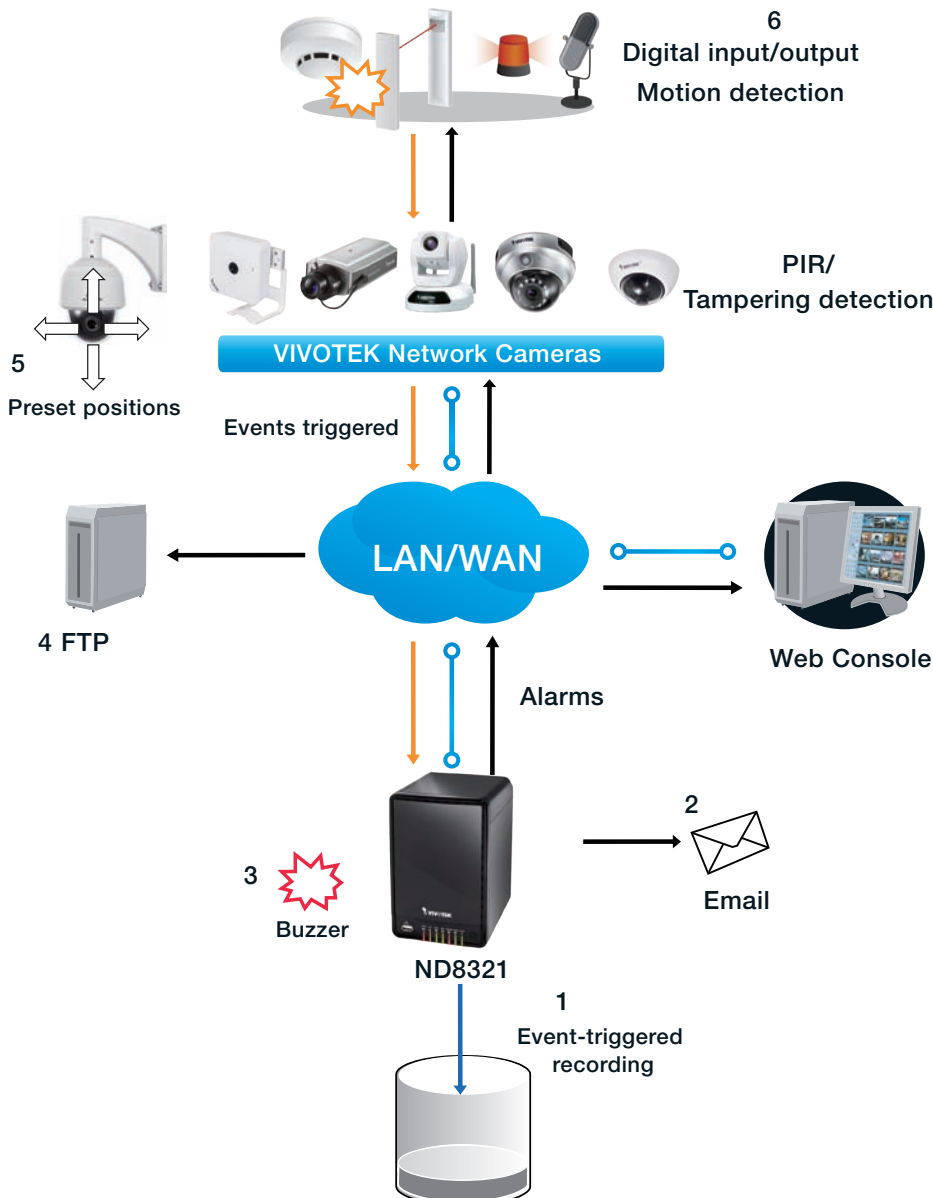 6
Digital input/output
Motion detection
PIR/
Tampering detection
5
Preset positions
VIVOTEK Network Cameras
Events triggered
LAN/WAN
4 FTP
Web Console
Alarms
2
Email
3
Buzzer
VIVOTEK
ND8321
1
Event-triggered
recording